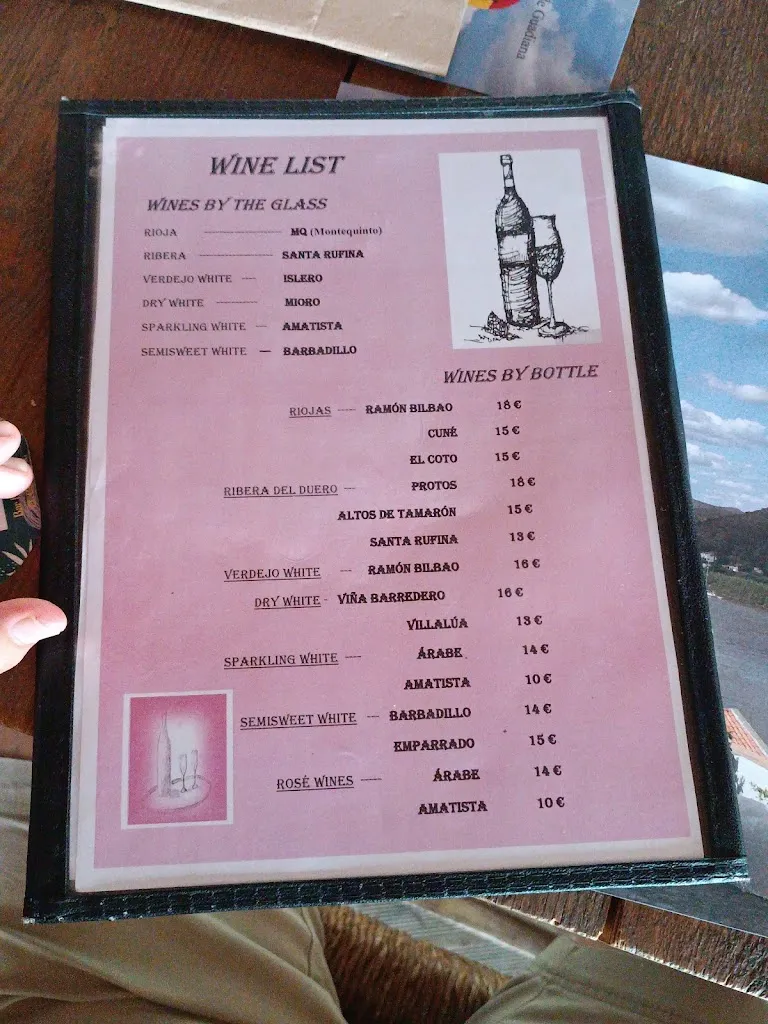 de Guadiana
WINE LIST
WINES BY THE GLASS
RIOJA ---------------- MQ (Montequinto)
RIBERA --------------- SANTA RUFINA
VERDEJO WHITE --- ISLERO
DRY WHITE --------- MIORO
SPARKLING WHITE -- AMATISTA
SEMISWEET WHITE -- BARBADILLO
WINES BY BOTTLE
RIOJAS --- RAMÓN BILBAO 18 €
CUNÉ 15 €
EL COTO 15 €
RIBERA DEL DUERO -- PROTOS 18 €
ALTOS DE TAMARÓN 15 €
SANTA RUFINA 13 €
VERDEJO WHITE -- RAMÓN BILBAO 16 €
DRY WHITE - VIÑA BARREDERO 16 €
VILLALÚA 13 €
SPARKLING WHITE --- ÁRABE 14 €
AMATISTA 10 €
SEMISWEET WHITE -- BARBADILLO 14 €
EMPARRADO 15 €
ROSÉ WINES ---- ÁRABE 14 €
AMATISTA 10 €